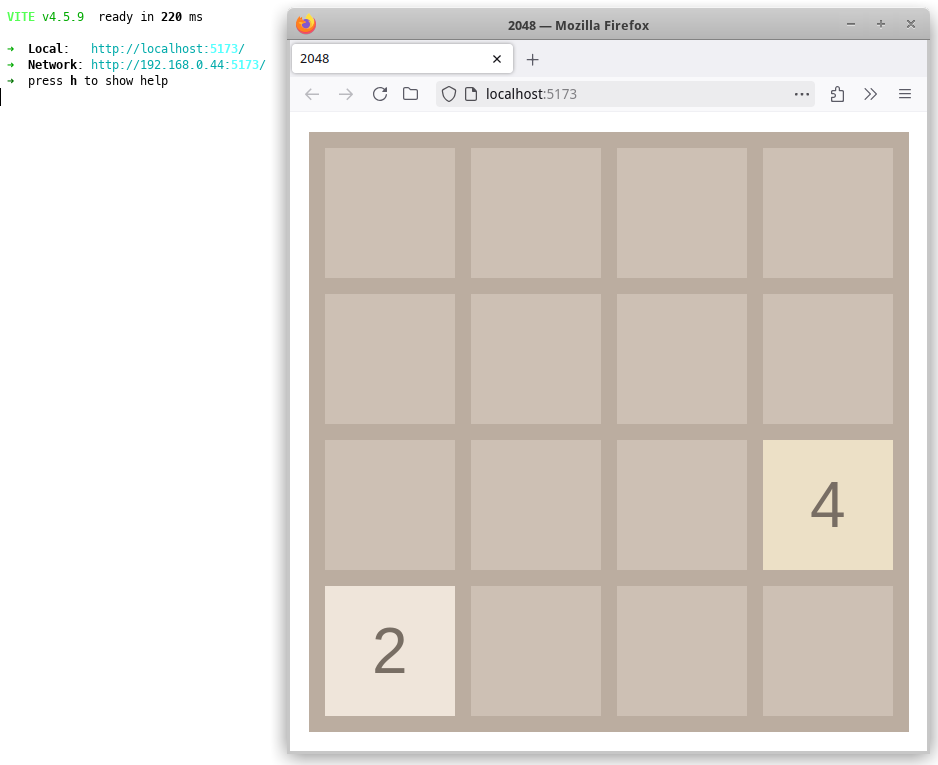 VITE v4.5.9 ready in 220 ms
➜ Local: http://localhost:5173/
➜ Network: http://192.168.0.44:5173/
➜ press h to show help
2048 — Mozilla Firefox
2048
localhost:5173
4
2